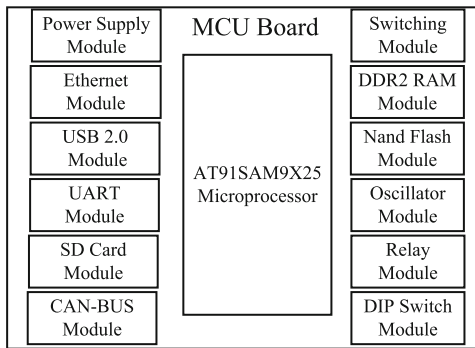 MCU Board
Power Supply
Module
Ethernet
Module
USB 2.0
Module
UART
Module
SD Card
Module
CAN-BUS
Module
AT91SAM9X25
Microprocessor
Switching
Module
DDR2 RAM
Module
Nand Flash
Module
Oscillator
Module
Relay
Module
DIP Switch
Module